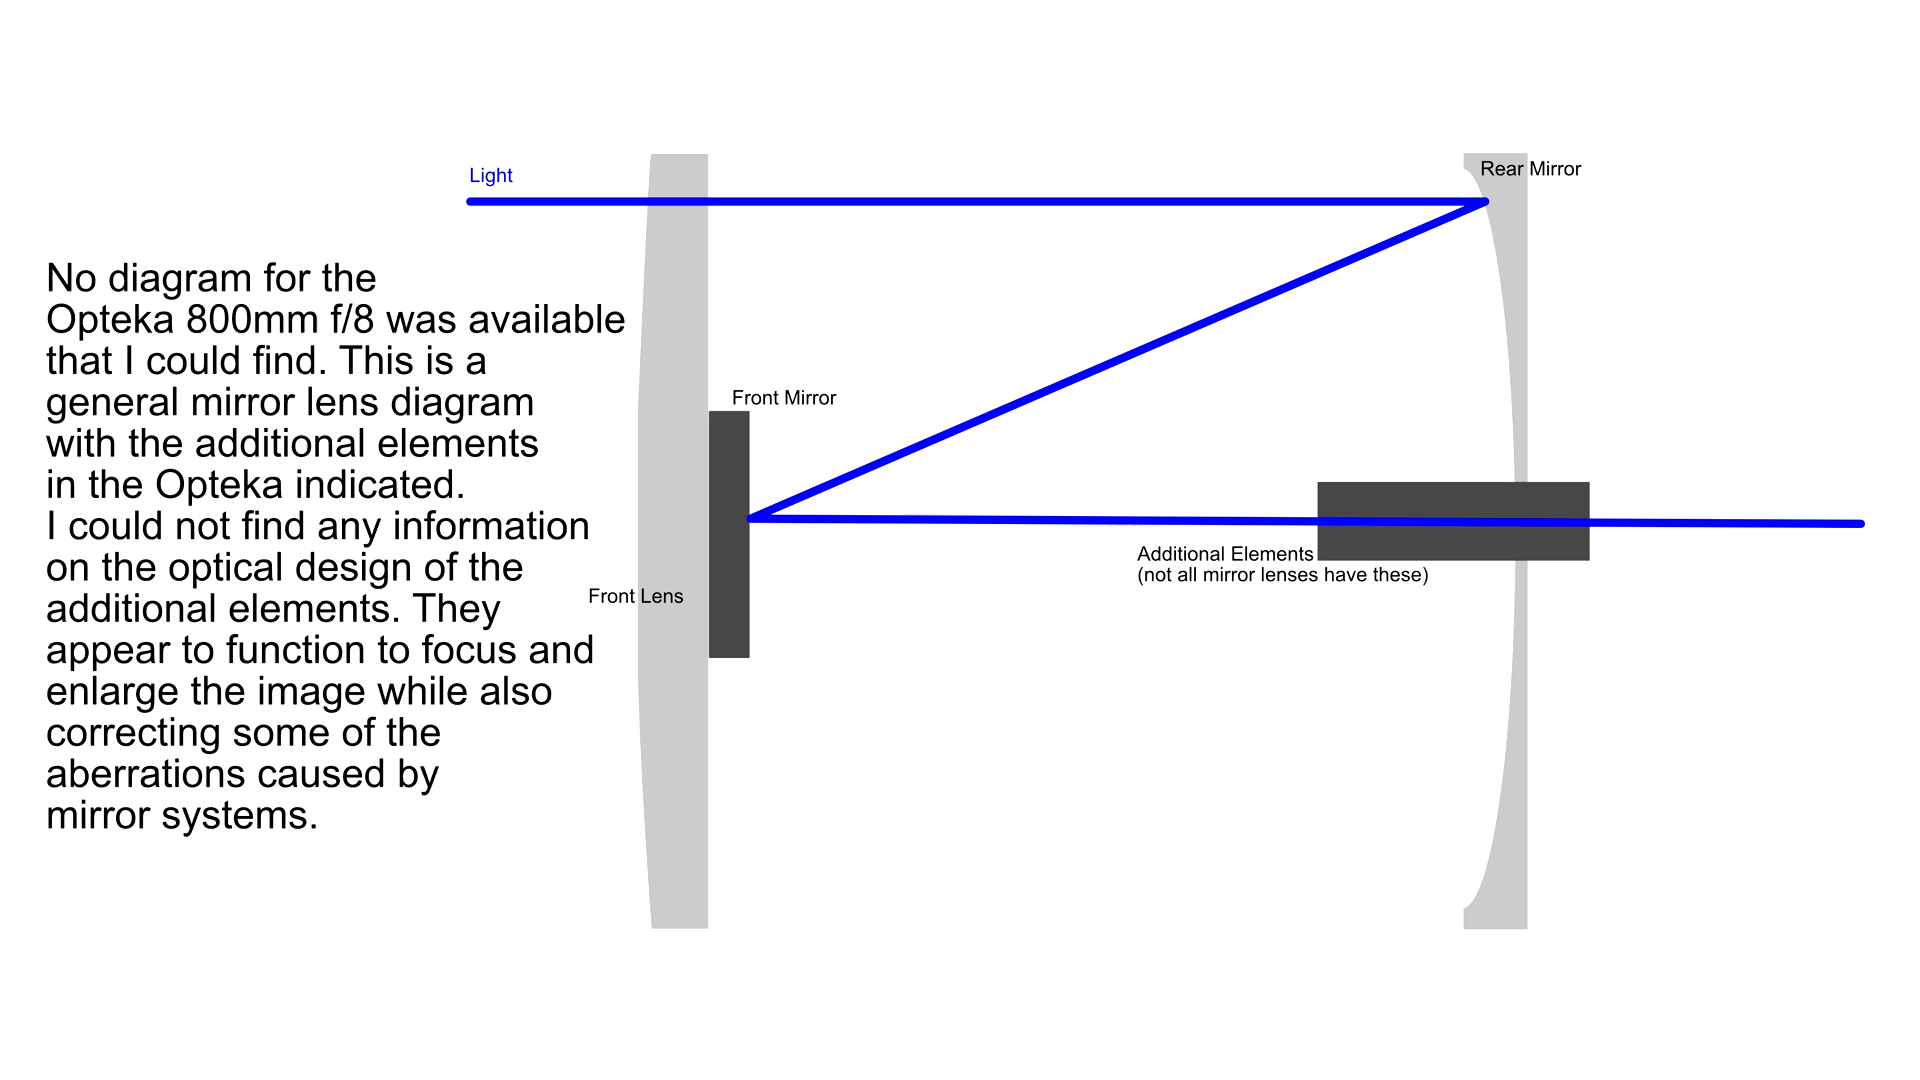 Light
Rear Mirror
No diagram for the
Opteka 800mm f/8 was available
that I could find. This is a
general mirror lens diagram
with the additional elements
in the Opteka indicated.
I could not find any information
on the optical design of the
additional elements. They
appear to function to focus and
enlarge the image while also
correcting some of the
aberrations caused by
mirror systems.
Front Mirror
Front Lens
Additional Elements
(not all mirror lenses have these)